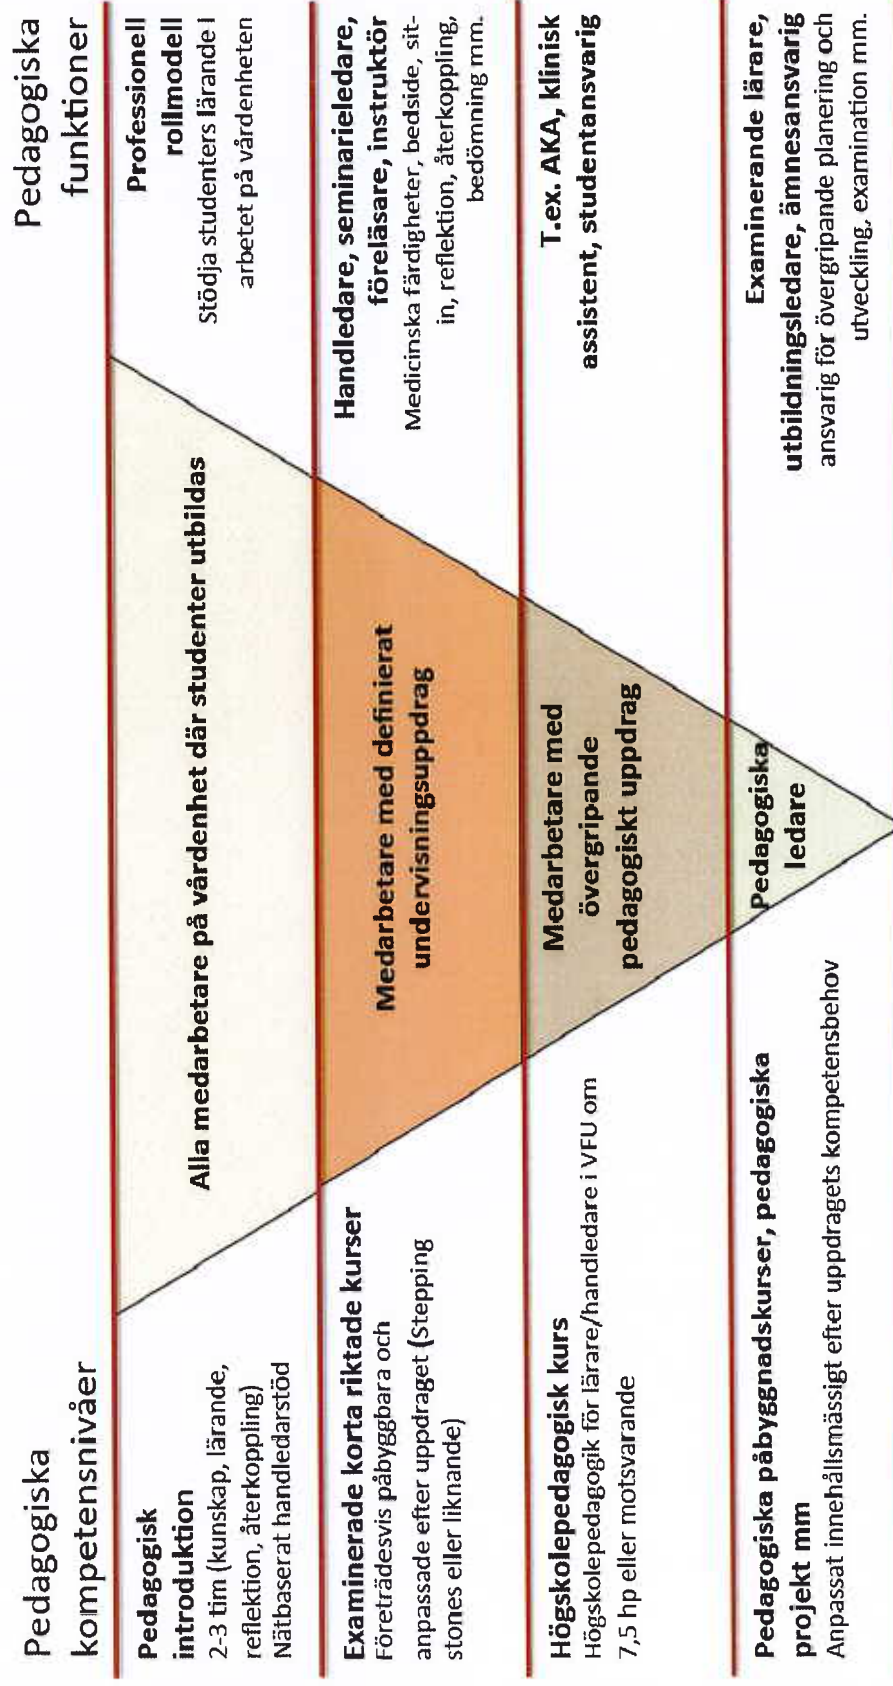 Pedagogiska
kompetensnivåer
Pedagogiska
funktioner
Pedagogisk
introduktion
2-3 tim (kunskap, lärande,
reflektion, återkoppling)
Nätbaserat handledarstöd
Alla medarbetare på vårdenhet där studenter utbildas
Professionell
rollmodell
Stödja studenters lärande i
arbetet på vårdenheten
Examinerade korta riktade kurser
Företrädesvis påbyggbara och
anpassade efter uppdraget (Stepping
stones eller liknande)
Medarbetare med definierat
undervisningsuppdrag
Handledare, seminarieledare,
föreläsare, instruktör
Medicinska färdigheter, bedside, sit-
in, reflektion, återkoppling,
bedömning mm.
Högskolepedagogisk kurs
Högskolepedagogik för lärare/handledare i VFU om
7,5 hp eller motsvarande
Medarbetare med
övergripande
pedagogiskt uppdrag
T.ex. AKA, klinisk
assistent, studentansvarig
Pedagogiska påbyggnadskurser, pedagogiska
projekt mm
Anpassat innehållsmässigt efter uppdragets kompetensbehov
Pedagogiska
ledare
Examinerande lärare,
utbildningsledare, ämnesansvarig
ansvarig för övergripande planering och
utveckling, examination mm.